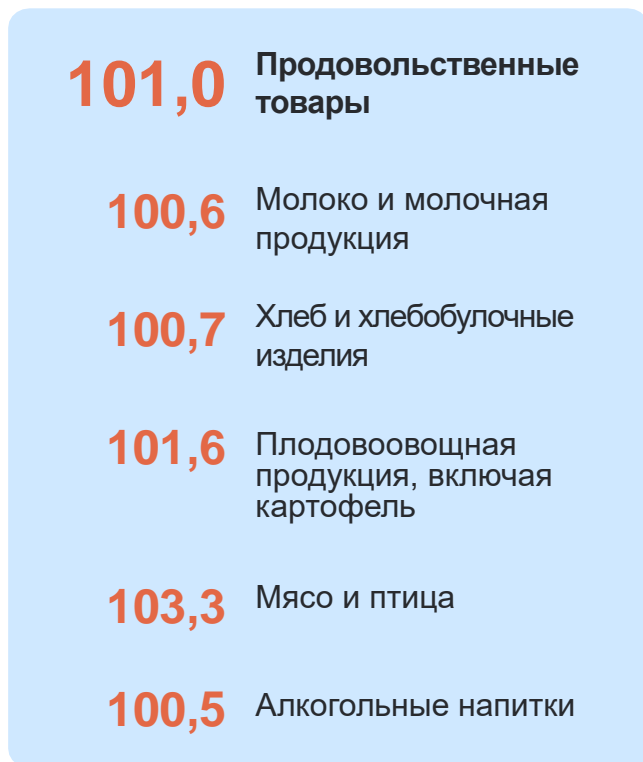 101,0 Продовольственные
товары
100,6 Молоко и молочная
продукция
100,7 Хлеб и хлебобулочные
изделия
101,6 Плодовоовощная
продукция, включая
картофель
103,3 Мясо и птица
100,5 Алкогольные напитки